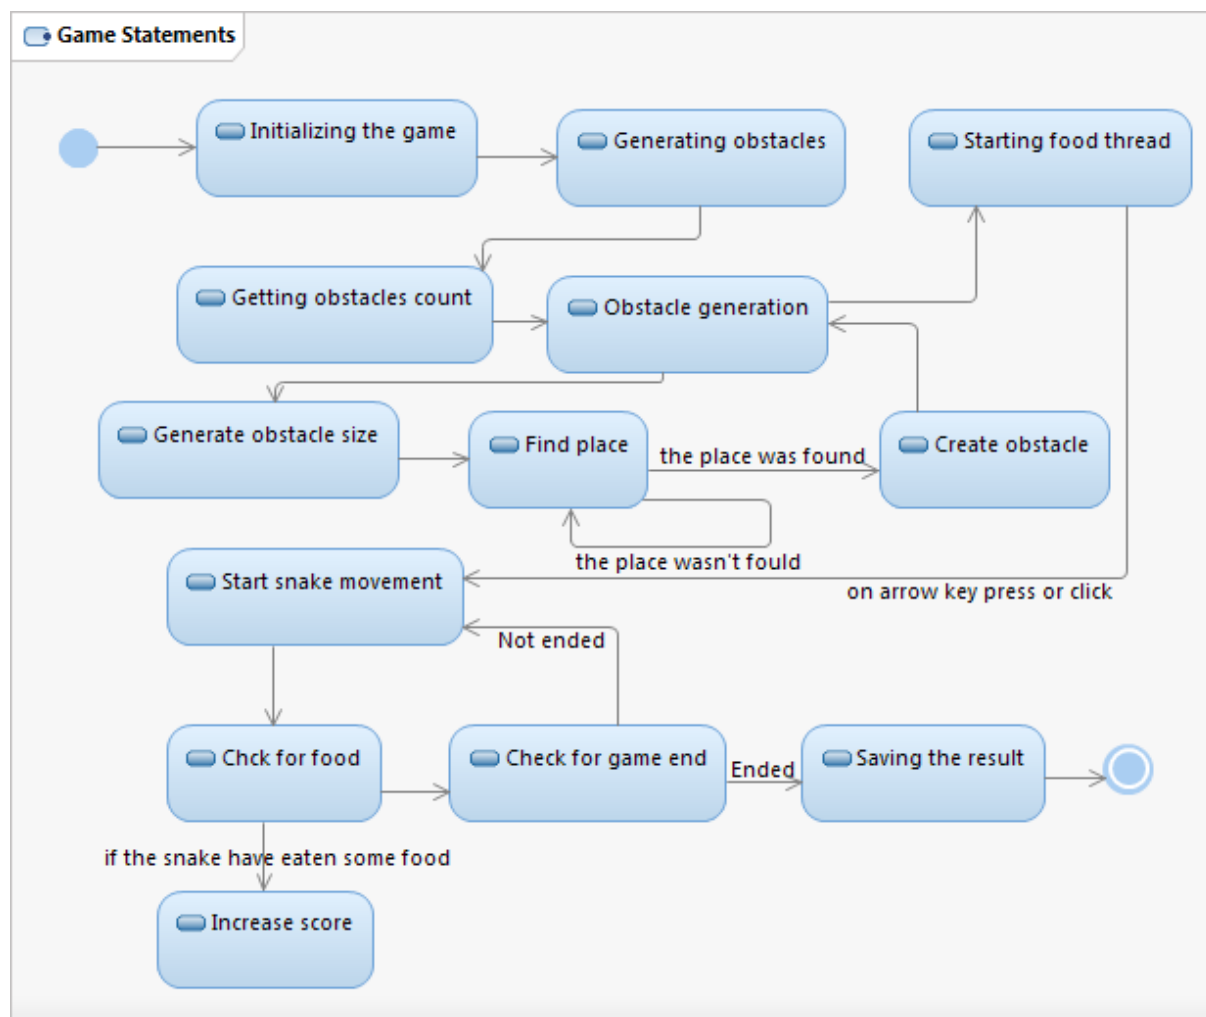 Game Statements
Initializing the game
Generating obstacles
Starting food thread
Getting obstacles count
Obstacle generation
Generate obstacle size
Find place
the place was found
Create obstacle
the place wasn't fould
Start snake movement
on arrow key press or click
Not ended
Chck for food
Check for game end
Ended
Saving the result
if the snake have eaten some food
Increase score